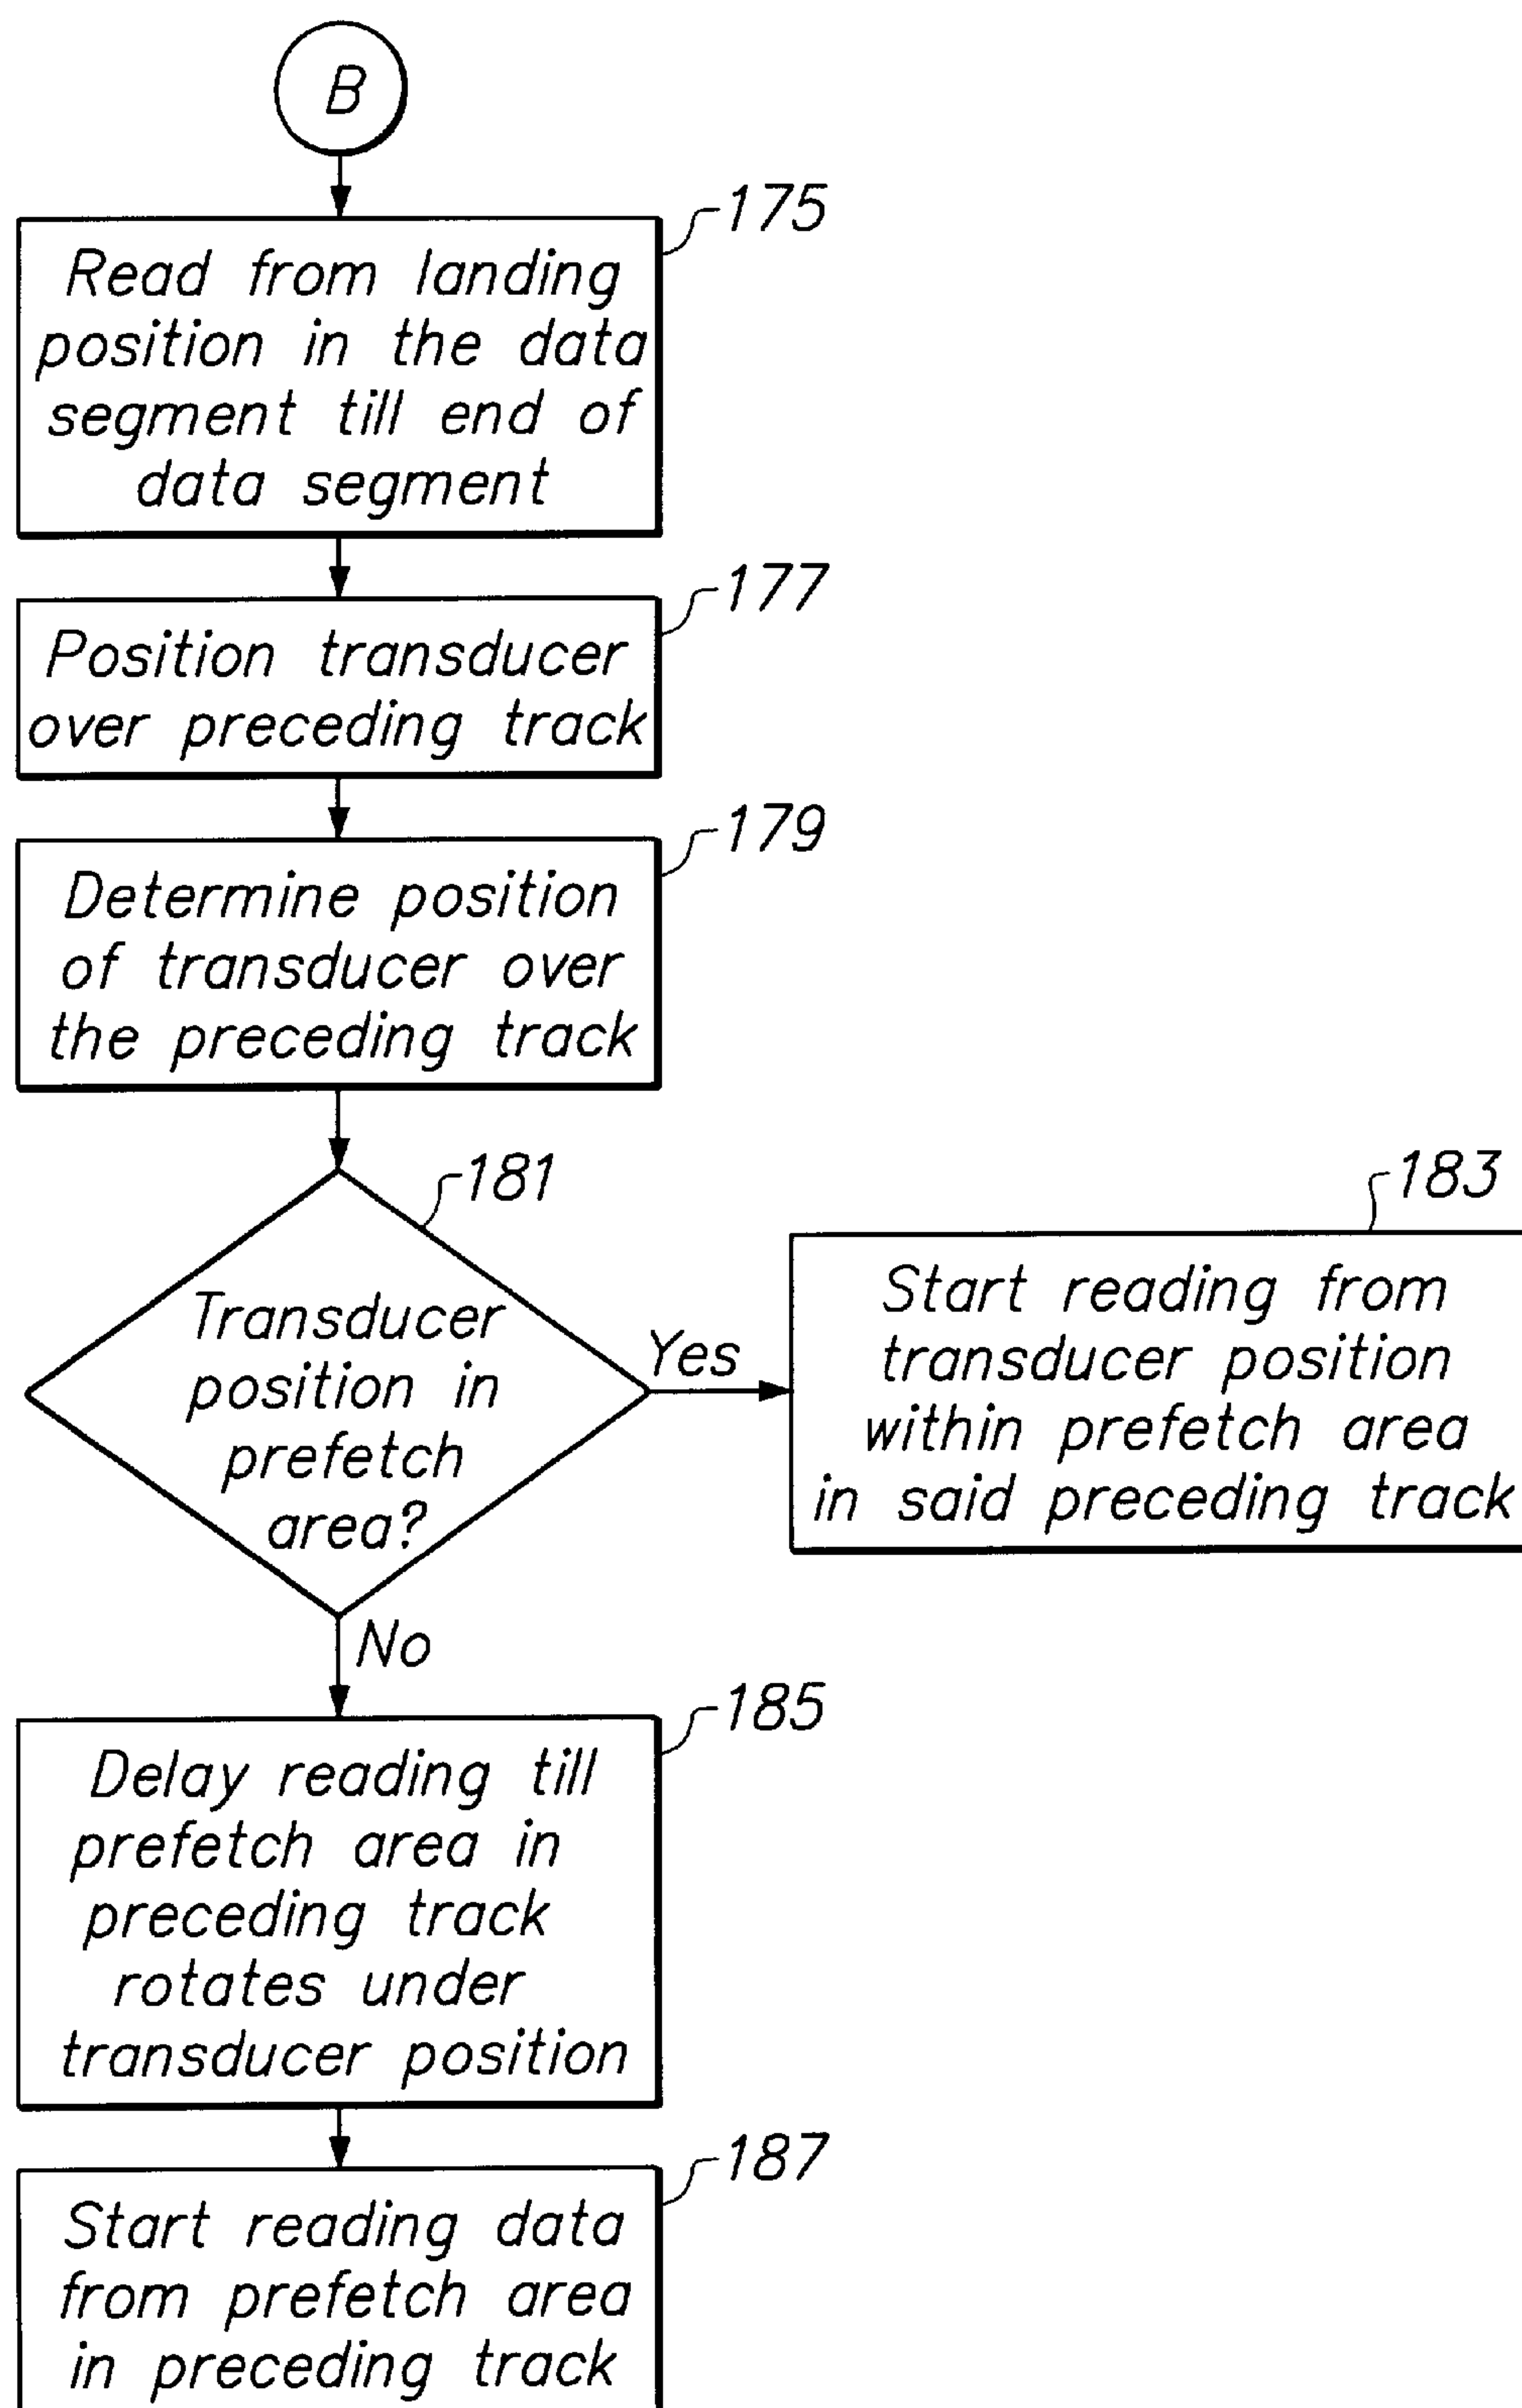 B
175
Read from landing
position in the data
segment till end of
data segment
177
Position transducer
over preceding track
179
Determine position
of transducer over
the preceding track
181
Transducer
position in
prefetch
area?
Yes
183
Start reading from
transducer position
within prefetch area
in said preceding track
No
185
Delay reading till
prefetch area in
preceding track
rotates under
transducer position
187
Start reading data
from prefetch area
in preceding track